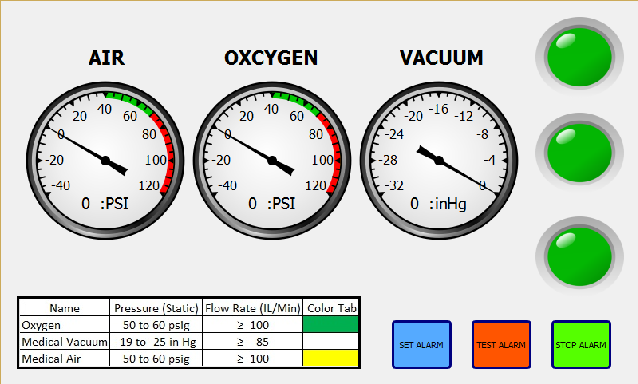 AIR
OXCYGEN
VACUUM
-40 -20 0 20 40 60 80 100 120
0 :PSI
-40 -20 0 20 40 60 80 100 120
0 :PSI
-32 -28 -24 -20 -16 -12 -8 -4 0
0 :inHg
Name Pressure (Static) Flow Rate (IL/Min) Color Tab
Oxygen 50 to 60 psig ≥ 100
Medical Vacuum 19 to 25 in Hg ≥ 85
Medical Air 50 to 60 psig ≥ 100
SET ALARM
TEST ALARM
STCP ALARM